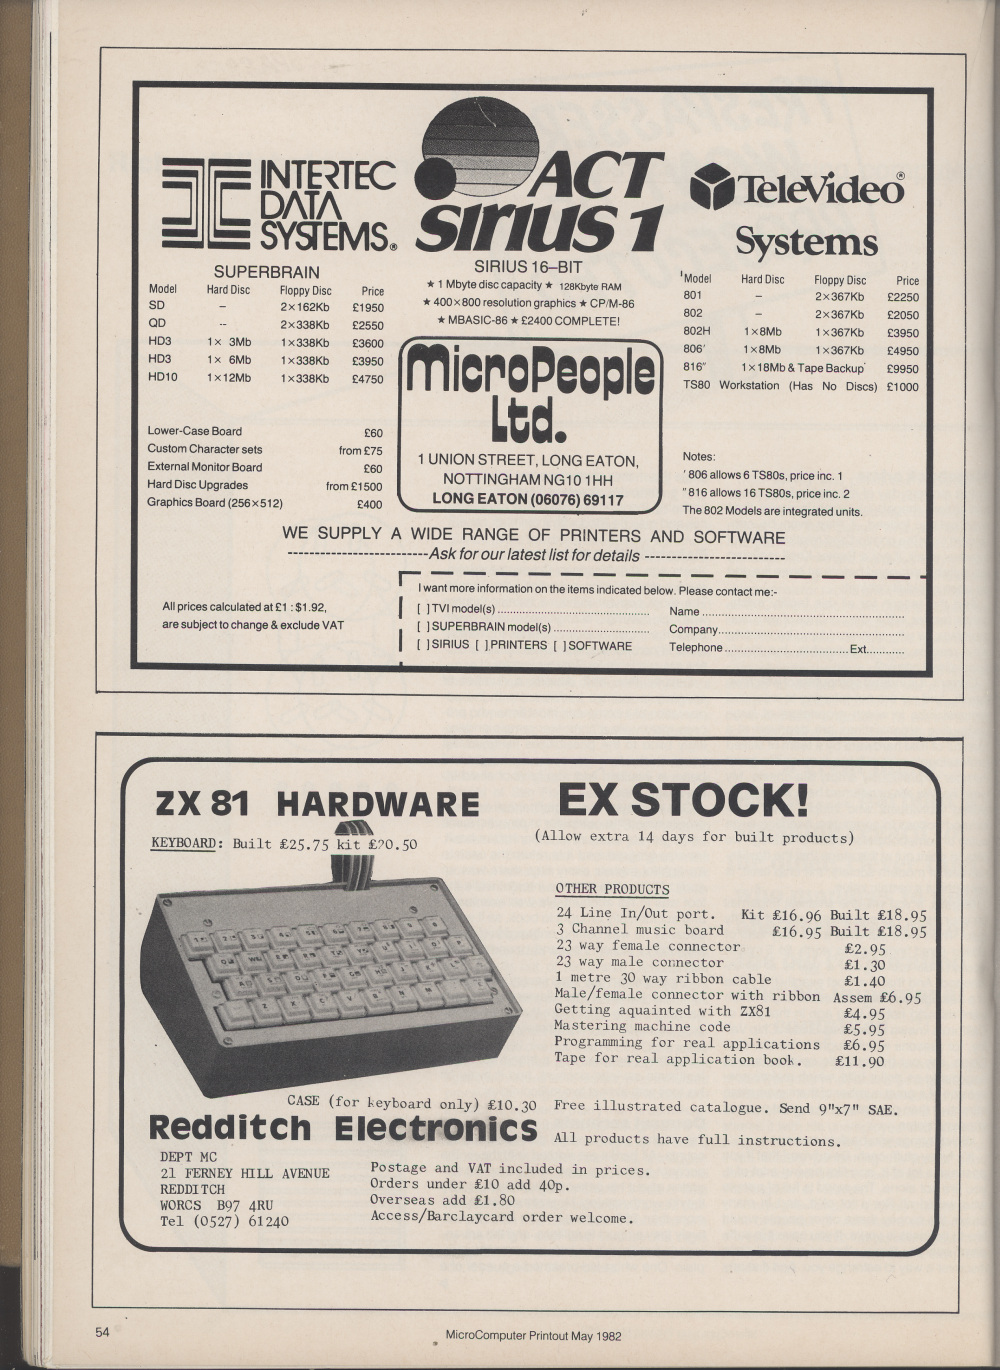 INTERTEC
DATA
SYSTEMS®
SUPERBRAIN
Model Hard Disc Floppy Disc Price
SD – 2×162Kb £1950
QD -- 2×338Kb £2550
HD3 1× 3Mb 1×338Kb £3600
HD3 1× 6Mb 1×338Kb £3950
HD10 1×12Mb 1×338Kb £4750
Lower-Case Board £60
Custom Character sets from £75
External Monitor Board £60
Hard Disc Upgrades from £1500
Graphics Board (256×512) £400
ACT
SIRIUS 1
SIRIUS 16–BIT
★ 1 Mbyte disc capacity ★ 128Kbyte RAM
★ 400×800 resolution graphics ★ CP/M-86
★ MBASIC-86 ★ £2400 COMPLETE!
MicroPeople
Ltd.
1 UNION STREET, LONG EATON,
NOTTINGHAM NG10 1HH
LONG EATON (06076) 69117
TeleVideo®
Systems
Model Hard Disc Floppy Disc Price
801 – 2×367Kb £2250
802 – 2×367Kb £2050
802H 1×8Mb 1×367Kb £3950
806' 1×8Mb 1×367Kb £4950
816" 1×18Mb & Tape Backup £9950
TS80 Workstation (Has No Discs) £1000
Notes:
' 806 allows 6 TS80s, price inc. 1
" 816 allows 16 TS80s, price inc. 2
The 802 Models are integrated units.
WE SUPPLY A WIDE RANGE OF PRINTERS AND SOFTWARE
--------------------------Ask for our latest list for details --------------------------
All prices calculated at £1 : $1.92,
are subject to change & exclude VAT
I want more information on the items indicated below. Please contact me:-
[ ] TVI model(s) ............................................. Name ............................................................
[ ] SUPERBRAIN model(s) ............................. Company.......................................................
[ ] SIRIUS [ ] PRINTERS [ ] SOFTWARE Telephone ..................................... Ext...........
ZX 81 HARDWARE
KEYBOARD: Built £25.75 kit £20.50
CASE (for keyboard only) £10.30
EX STOCK!
(Allow extra 14 days for built products)
OTHER PRODUCTS
24 Line In/Out port. Kit £16.96 Built £18.95
3 Channel music board £16.95 Built £18.95
23 way female connector £2.95
23 way male connector £1.30
1 metre 30 way ribbon cable £1.40
Male/female connector with ribbon Assem £6.95
Getting aquainted with ZX81 £4.95
Mastering machine code £5.95
Programming for real applications £6.95
Tape for real application book. £11.90
Free illustrated catalogue. Send 9"x7" SAE.
All products have full instructions.
Redditch Electronics
DEPT MC
21 FERNEY HILL AVENUE
REDDITCH
WORCS B97 4RU
Tel (0527) 61240
Postage and VAT included in prices.
Orders under £10 add 40p.
Overseas add £1.80
Access/Barclaycard order welcome.
54
MicroComputer Printout May 1982